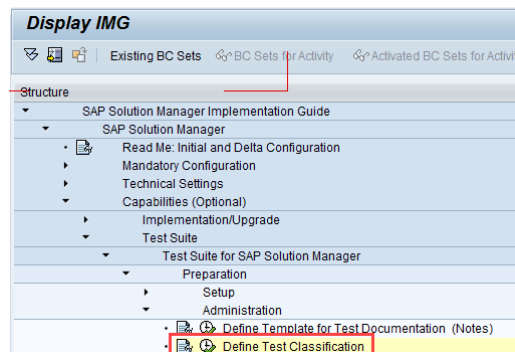 Display IMG
Existing BC Sets BC Sets for Activity Activated BC Sets for Activi
Structure
SAP Solution Manager Implementation Guide
SAP Solution Manager
Read Me: Initial and Delta Configuration
Mandatory Configuration
Technical Settings
Capabilities (Optional)
Implementation/Upgrade
Test Suite
Test Suite for SAP Solution Manager
Preparation
Setup
Administration
Define Template for Test Documentation (Notes)
Define Test Classification